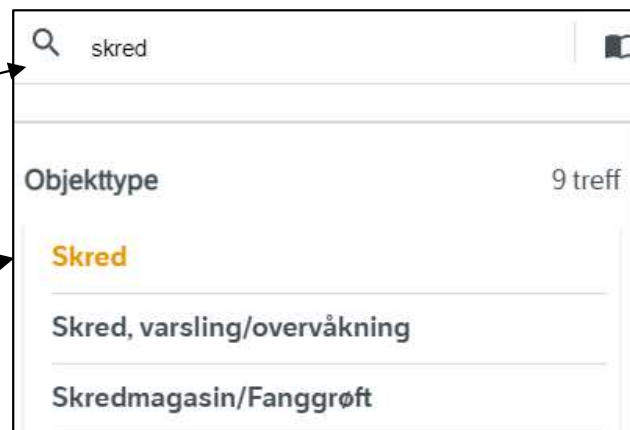 skred
Objekttype 9 treff
Skred
Skred, varsling/overvåkning
Skredmagasin/Fanggrøft